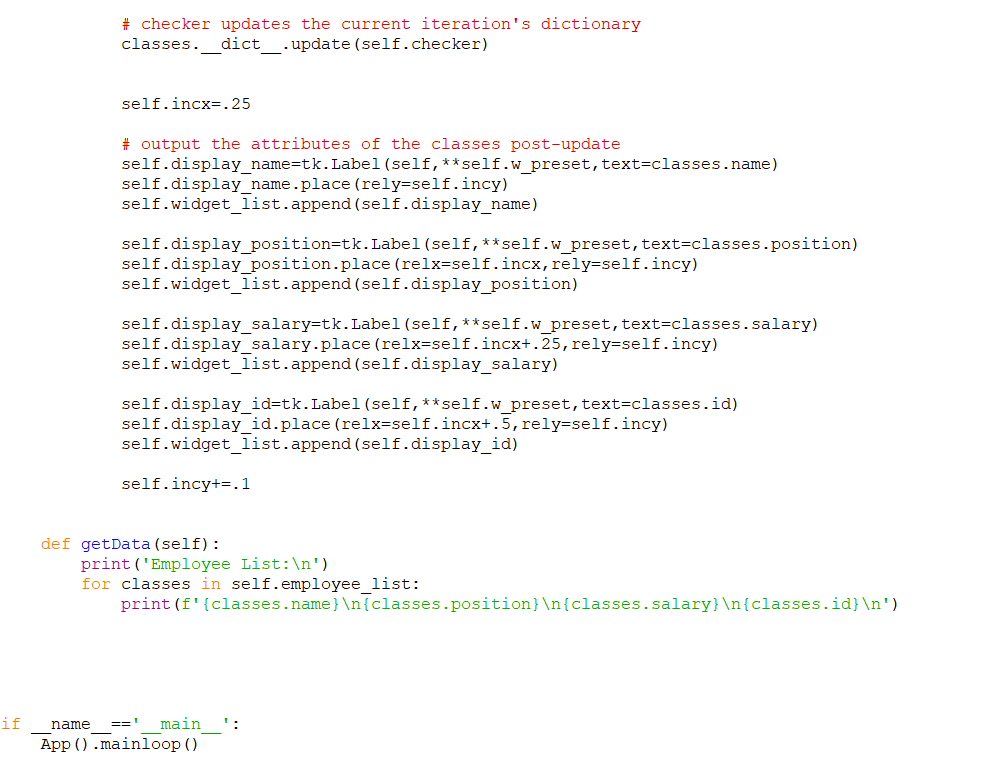 # checker updates the current iteration's dictionary
classes.__dict__.update(self.checker)
self.incx=.25
# output the attributes of the classes post-update
self.display_name=tk.Label(self,**self.w_preset,text=classes.name)
self.display_name.place(rely=self.incy)
self.widget_list.append(self.display_name)
self.display_position=tk.Label(self,**self.w_preset,text=classes.position)
self.display_position.place(relx=self.incx,rely=self.incy)
self.widget_list.append(self.display_position)
self.display_salary=tk.Label(self,**self.w_preset,text=classes.salary)
self.display_salary.place(relx=self.incx+.25,rely=self.incy)
self.widget_list.append(self.display_salary)
self.display_id=tk.Label(self,**self.w_preset,text=classes.id)
self.display_id.place(relx=self.incx+.5,rely=self.incy)
self.widget_list.append(self.display_id)
self.incy+=.1
def getData(self):
print('Employee List:\n')
for classes in self.employee_list:
print(f'{classes.name}\n{classes.position}\n{classes.salary}\n{classes.id}\n')
if __name__=='__main__':
App().mainloop()